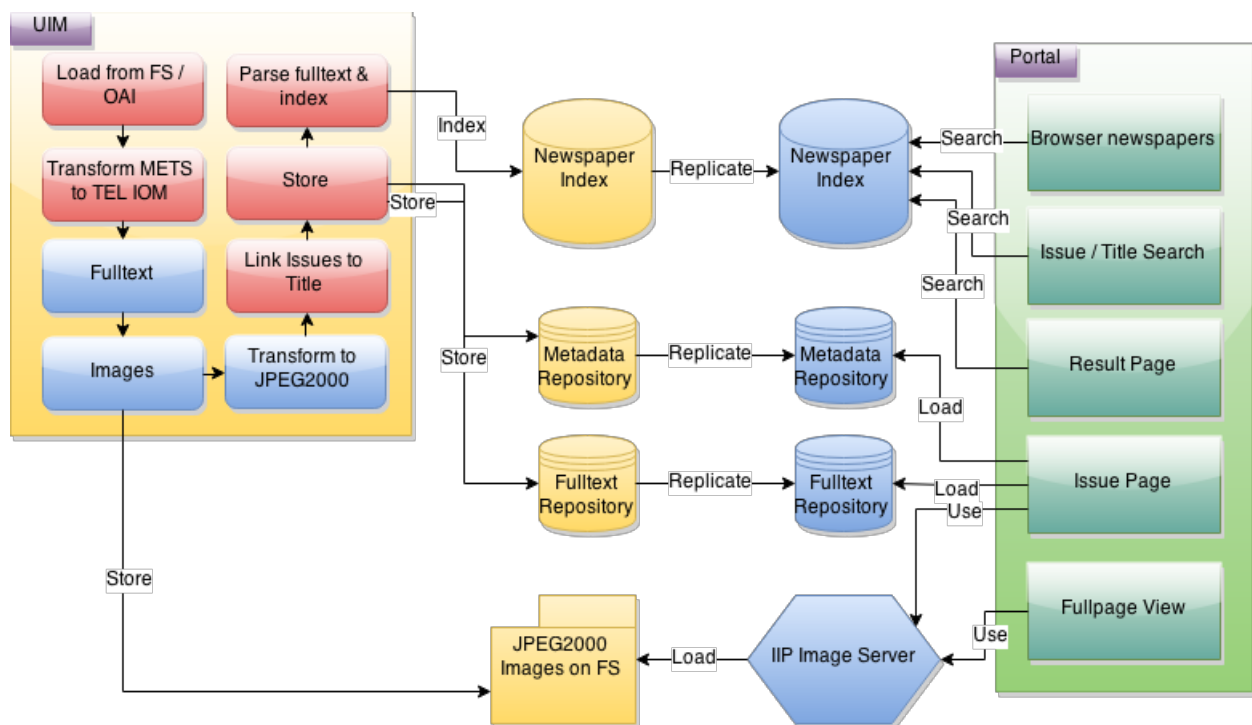 UIM
Load from FS /
OAI
Transform METS
to TEL IOM
Fulltext
Images
Transform to
JPEG2000
Link Issues to
Title
Store
Parse fulltext &
index
Index
Store
Store
Store
Newspaper
Index
Replicate
Newspaper
Index
Metadata
Repository
Replicate
Metadata
Repository
Fulltext
Repository
Replicate
Fulltext
Repository
JPEG2000
Images on FS
Load
IIP Image Server
Search
Search
Search
Load
Load
Use
Use
Portal
Browser newspapers
Issue / Title Search
Result Page
Issue Page
Fullpage View